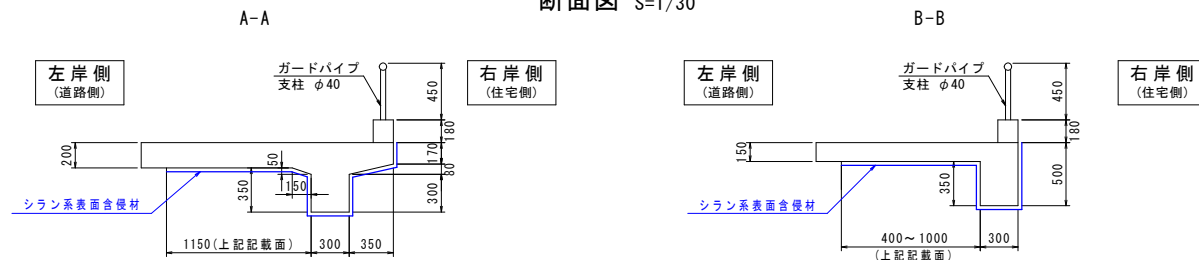 断面図 S=1/30
A-A
左岸側
(道路側)
ガードパイプ
支柱 φ40
右岸側
(住宅側)
450
180
200
170
50
80
150
350
300
シラン系表面含侵材
1150(上記記載面)
300
350
B-B
左岸側
(道路側)
ガードパイプ
支柱 φ40
右岸側
(住宅側)
450
180
150
350
500
シラン系表面含侵材
400～1000
(上記記載面)
300